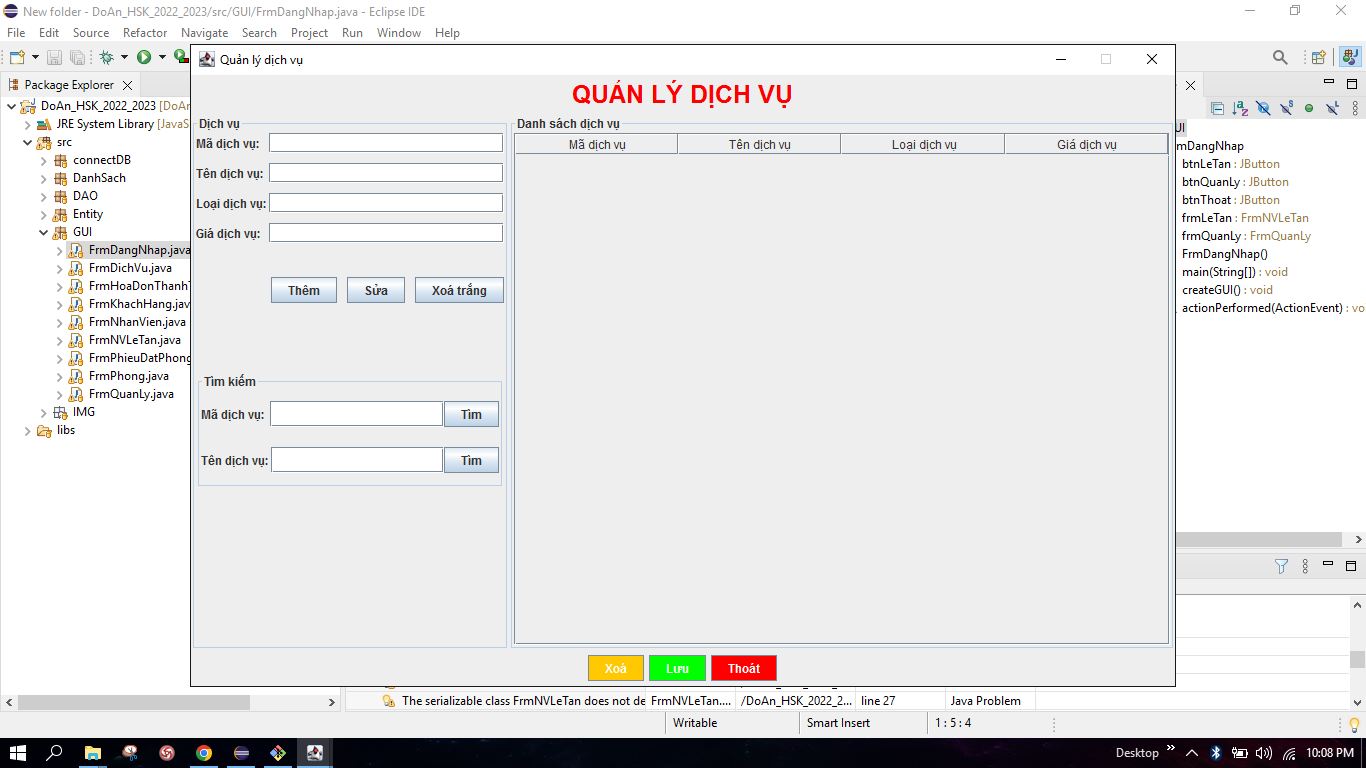 New folder - DoAn_HSK_2022_2023/src/GUI/FrmDangNhap.java - Eclipse IDE
File Edit Source Refactor Navigate Search Project Run Window Help
Quản lý dịch vụ
Package Explorer
DoAn_HSK_2022_2023 [DoAn
JRE System Library [JavaS
src
connectDB
DanhSach
DAO
Entity
GUI
FrmDangNhap.java
FrmDichVu.java
FrmHoaDonThanhT
FrmKhachHang.java
FrmNhanVien.java
FrmNVLeTan.java
FrmPhieuDatPhong
FrmPhong.java
FrmQuanLy.java
IMG
libs
QUÁN LÝ DỊCH VỤ
Dịch vụ
Mã dịch vụ:
Tên dịch vụ:
Loại dịch vụ:
Giá dịch vụ:
Thêm Sửa Xoá trắng
Tìm kiếm
Mã dịch vụ: Tìm
Tên dịch vụ: Tìm
Danh sách dịch vụ
Mã dịch vụ Tên dịch vụ Loại dịch vụ Giá dịch vụ
Xoá Lưu Thoát
UI
mDangNhap
btnLeTan : JButton
btnQuanLy : JButton
btnThoat : JButton
frmLeTan : FrmNVLeTan
frmQuanLy : FrmQuanLy
FrmDangNhap()
main(String[]) : void
createGUI() : void
actionPerformed(ActionEvent) : vo
The serializable class FrmNVLeTan does not de FrmNVLeTan.... /DoAn_HSK_2022_2... line 27 Java Problem
Writable Smart Insert 1 : 5 : 4
Desktop 10:08 PM